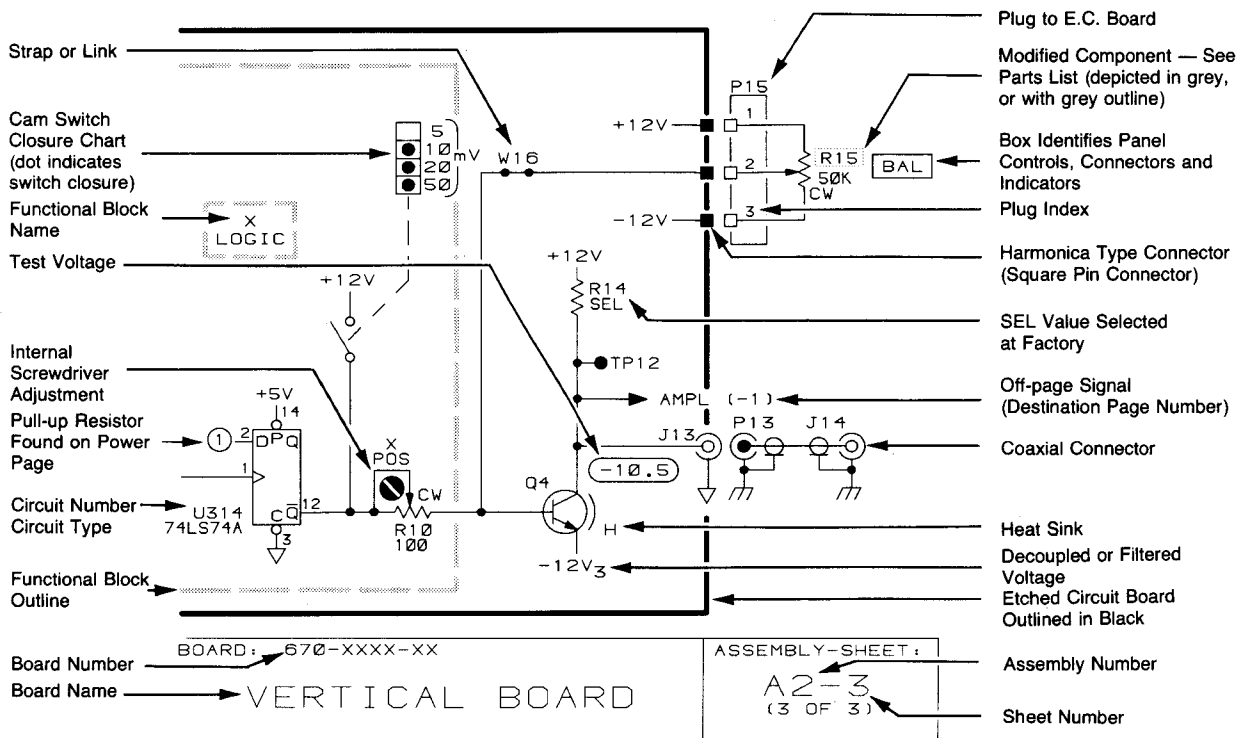 Strap or Link
Cam Switch
Closure Chart
(dot indicates
switch closure)
Functional Block
Name
Test Voltage
Internal
Screwdriver
Adjustment
Pull-up Resistor
Found on Power
Page
Circuit Number
Circuit Type
Functional Block
Outline
Board Number
Board Name
5
10
20
50
mV
X
LOGIC
W16
+12V
+5V
14
1
2
D P Q
1
C Q
12
3
U314
74LS74A
X
POS
CW
R10
100
+12V
R14
SEL
TP12
AMPL (-1)
-10.5
Q4
H
-12V3
J13
P13
J14
+12V
-12V
P15
1
2
3
R15
50K
CW
BAL
Plug to E.C. Board
Modified Component — See
Parts List (depicted in grey,
or with grey outline)
Box Identifies Panel
Controls, Connectors and
Indicators
Plug Index
Harmonica Type Connector
(Square Pin Connector)
SEL Value Selected
at Factory
Off-page Signal
(Destination Page Number)
Coaxial Connector
Heat Sink
Decoupled or Filtered
Voltage
Etched Circuit Board
Outlined in Black
Assembly Number
Sheet Number
BOARD: 670-XXXX-XX
VERTICAL BOARD
ASSEMBLY-SHEET:
A2-3
(3 OF 3)